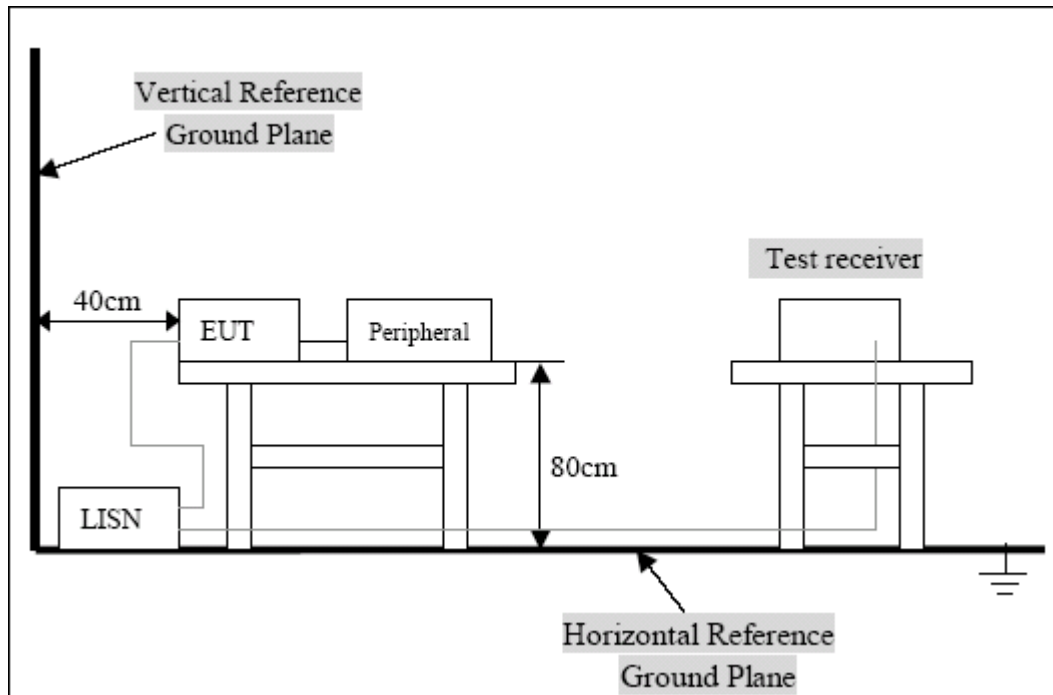 Vertical Reference
Ground Plane
Test receiver
40cm
EUT
Peripheral
80cm
LISN
Horizontal Reference
Ground Plane